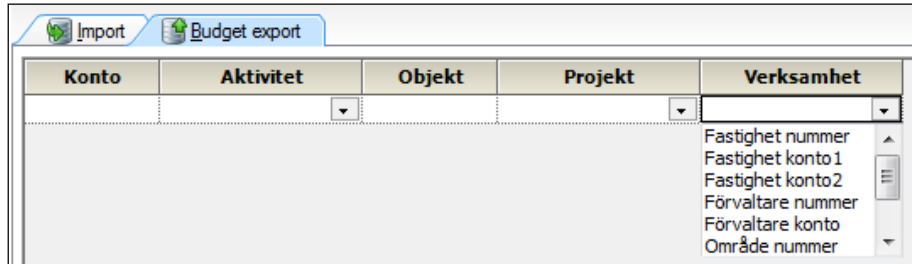 Import Budget export
Konto Aktivitet Objekt Projekt Verksamhet
Fastighet nummer
Fastighet konto1
Fastighet konto2
Förvaltare nummer
Förvaltare konto
Område nummer